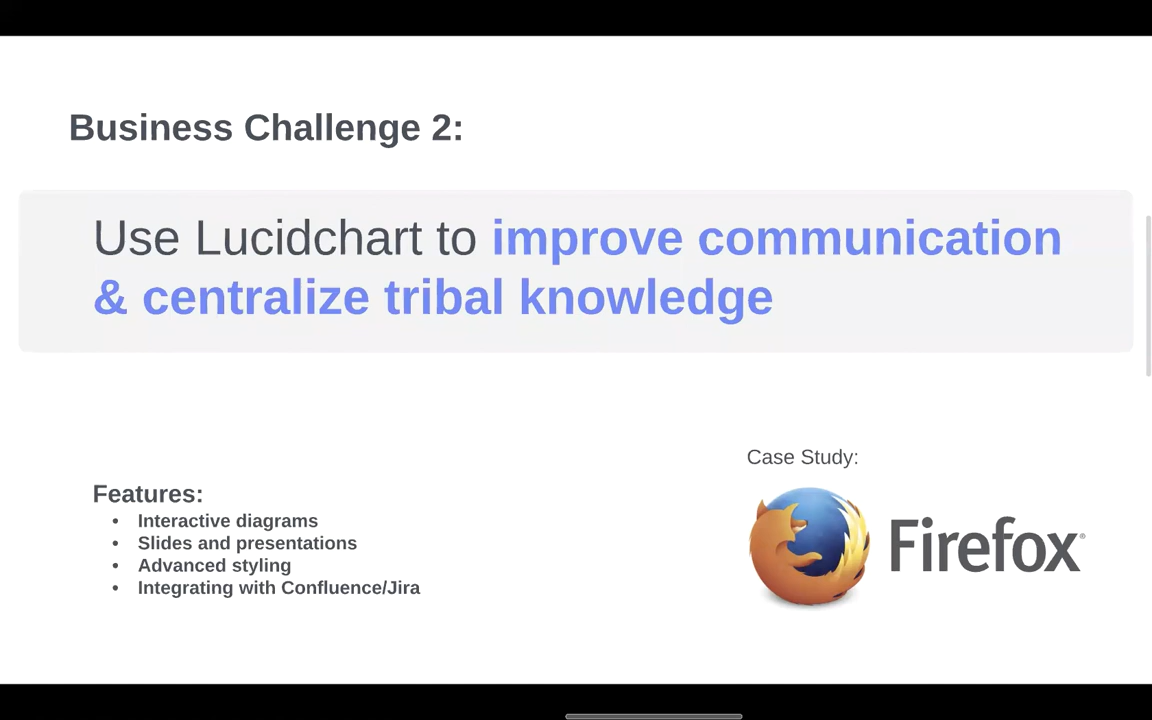 Business Challenge 2:
Use Lucidchart to improve communication
& centralize tribal knowledge
Case Study:
Firefox®
Features:
• Interactive diagrams
• Slides and presentations
• Advanced styling
• Integrating with Confluence/Jira